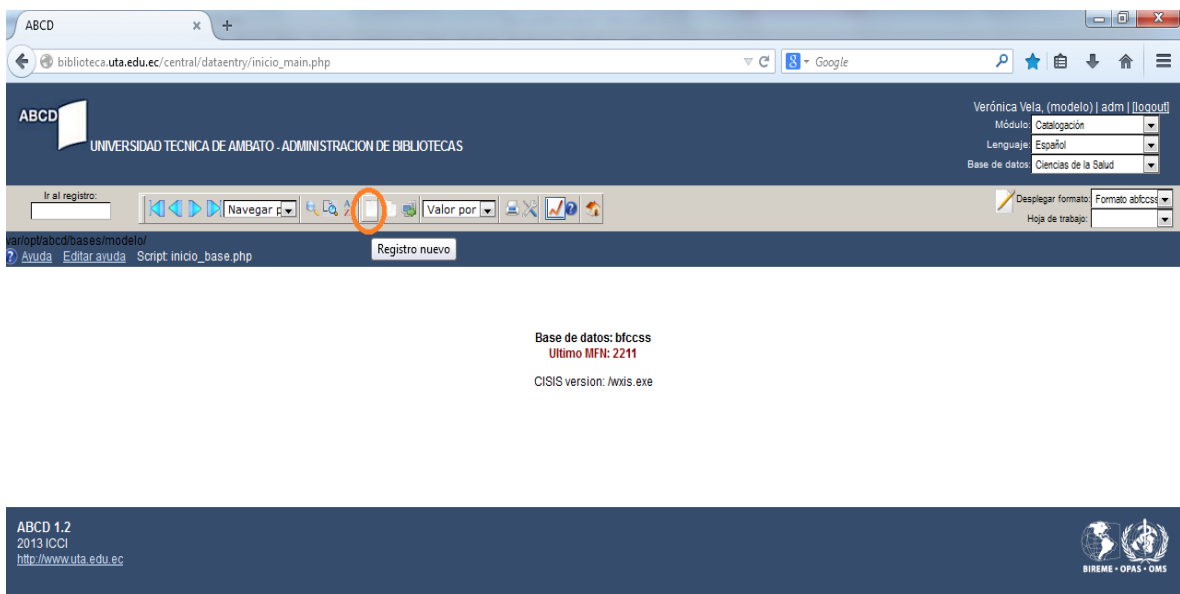 ABCD
biblioteca.uta.edu.ec/central/dataentry/inicio_main.php
Google
ABCD
UNIVERSIDAD TECNICA DE AMBATO - ADMINISTRACION DE BIBLIOTECAS
Verónica Vela, (modelo) | adm | [logout]
Módulo: Catalogación
Lenguaje: Español
Base de datos: Ciencias de la Salud
Ir al registro:
Navegar p
Valor por
Desplegar formato: Formato abfccss
Hoja de trabajo:
var/opt/abcd/bases/modelo/
Ayuda Editar ayuda Script: inicio_base.php
Registro nuevo
Base de datos: bfccss
Ultimo MFN: 2211
CISIS version: /wxis.exe
ABCD 1.2
2013 ICCI
http://www.uta.edu.ec
BIREME • OPAS • OMS